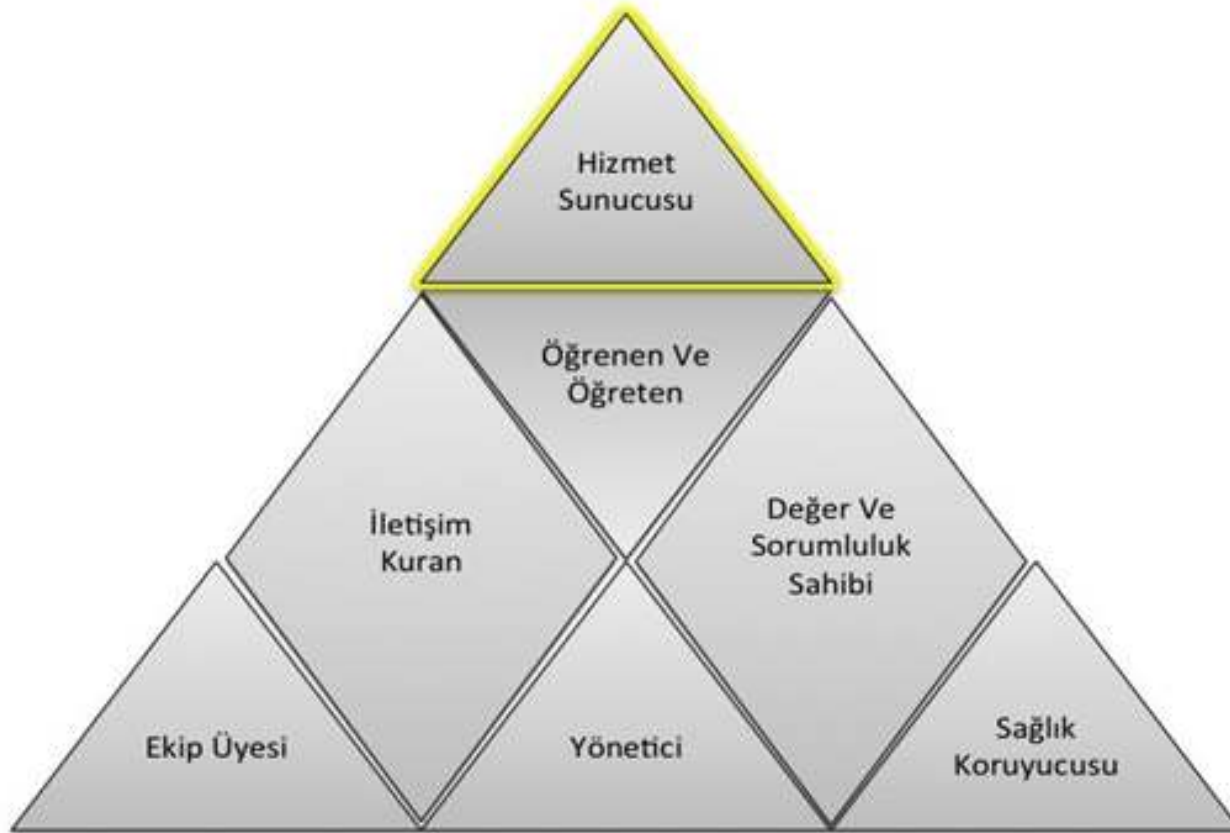 Hizmet
Sunucusu
Öğrenen Ve
Öğreten
İletişim
Kuran
Değer Ve
Sorumluluk
Sahibi
Ekip Üyesi
Yönetici
Sağlık
Koruyucusu